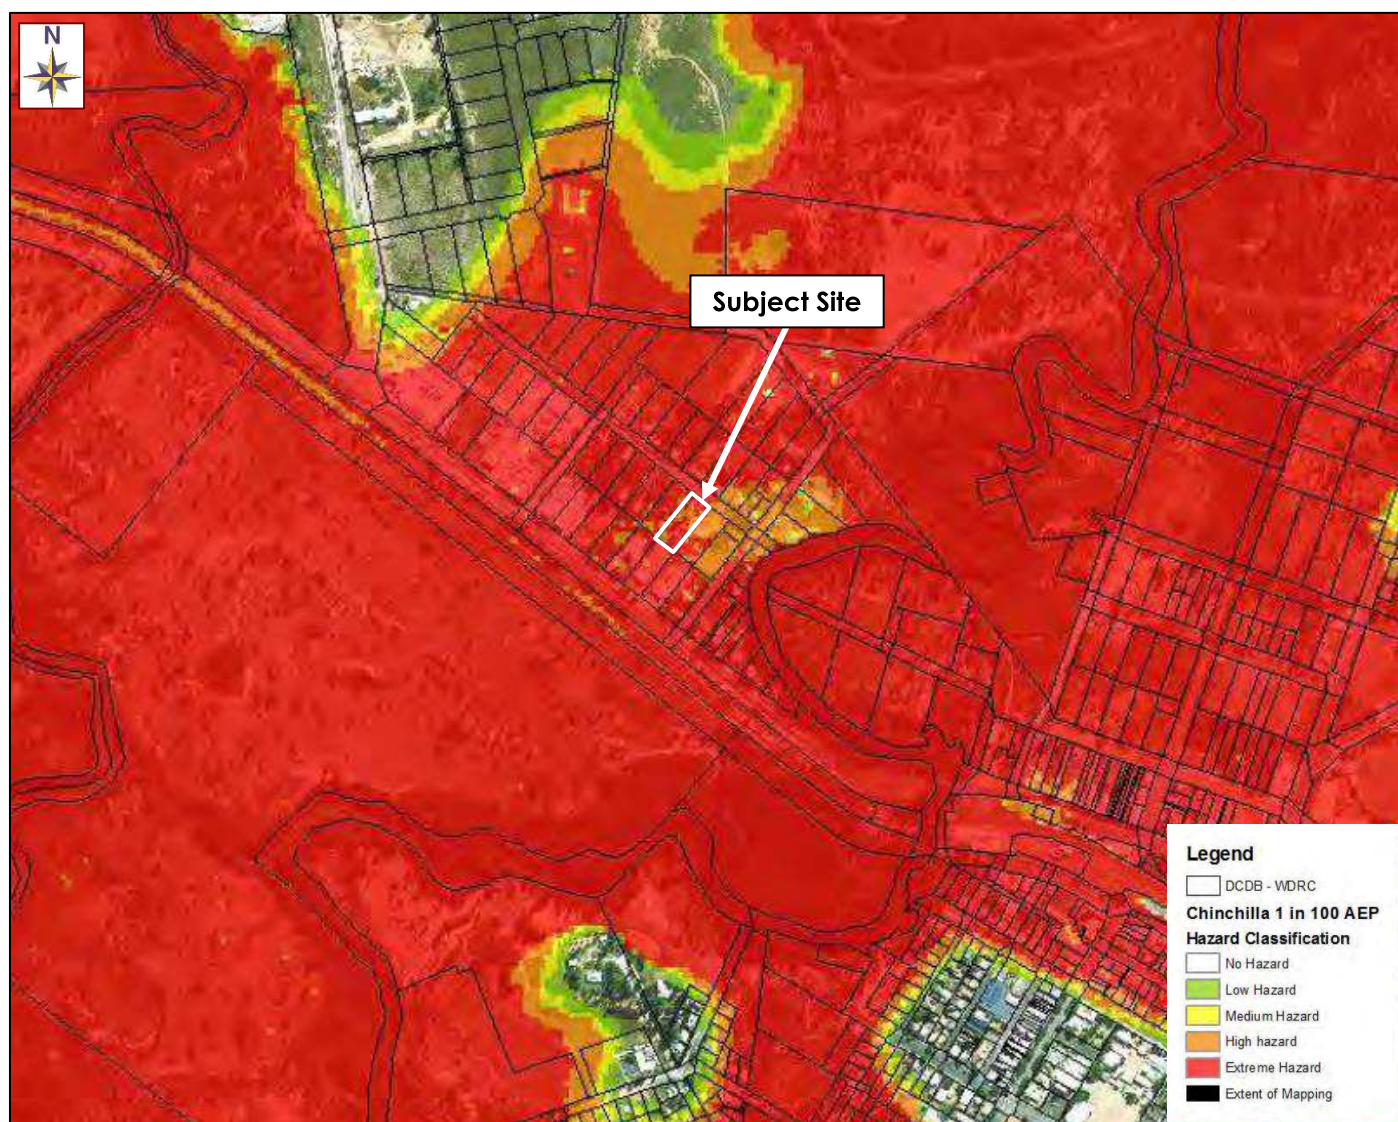 N
Subject Site
Legend
DCDB - WDRC
Chinchilla 1 in 100 AEP
Hazard Classification
No Hazard
Low Hazard
Medium Hazard
High hazard
Extreme Hazard
Extent of Mapping